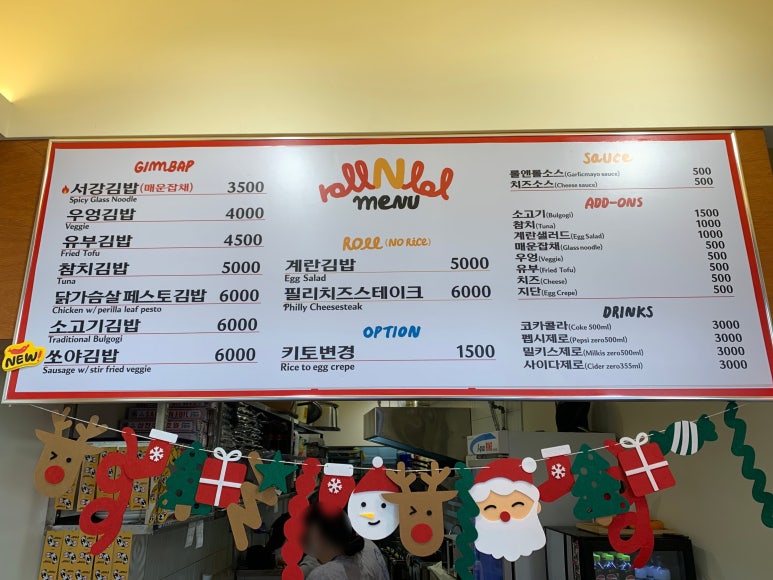 GIMBAP
서강김밥(매운잡채) 3500
Spicy Glass Noodle
우엉김밥 4000
Veggie
유부김밥 4500
Fried Tofu
참치김밥 5000
Tuna
닭가슴살페스토김밥 6000
Chicken w/perilla leaf pesto
소고기김밥 6000
Traditional Bulgogi
NEW!
쏘야김밥 6000
Sausage w/stir fried veggie
rollNlol
MENU
ROLL (NO RICE)
계란김밥 5000
Egg Salad
필리치즈스테이크 6000
Philly Cheesesteak
OPTION
키토변경 1500
Rice to egg crepe
Sauce
롤앤롤소스(Garlicmayo sauce) 500
치즈소스(Cheese sauce) 500
ADD-ONS
소고기(Bulgogi) 1500
참치(Tuna) 1000
계란샐러드(Egg Salad) 1000
매운잡채(Glass noodle) 500
우엉(Veggie) 500
유부(Fried Tofu) 500
치즈(Cheese) 500
지단(Egg Crepe) 500
DRINKS
코카콜라(Coke 500ml) 3000
펩시제로(Pepsi zero500ml) 3000
밀키스제로(Milkis zero500ml) 3000
사이다제로(Cider zero355ml) 3000